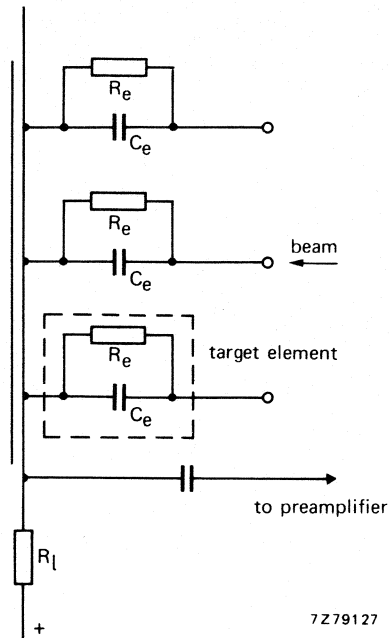 Re
Ce
Re
beam
Ce
target element
Re
Ce
to preamplifier
Rl
+
7Z79127